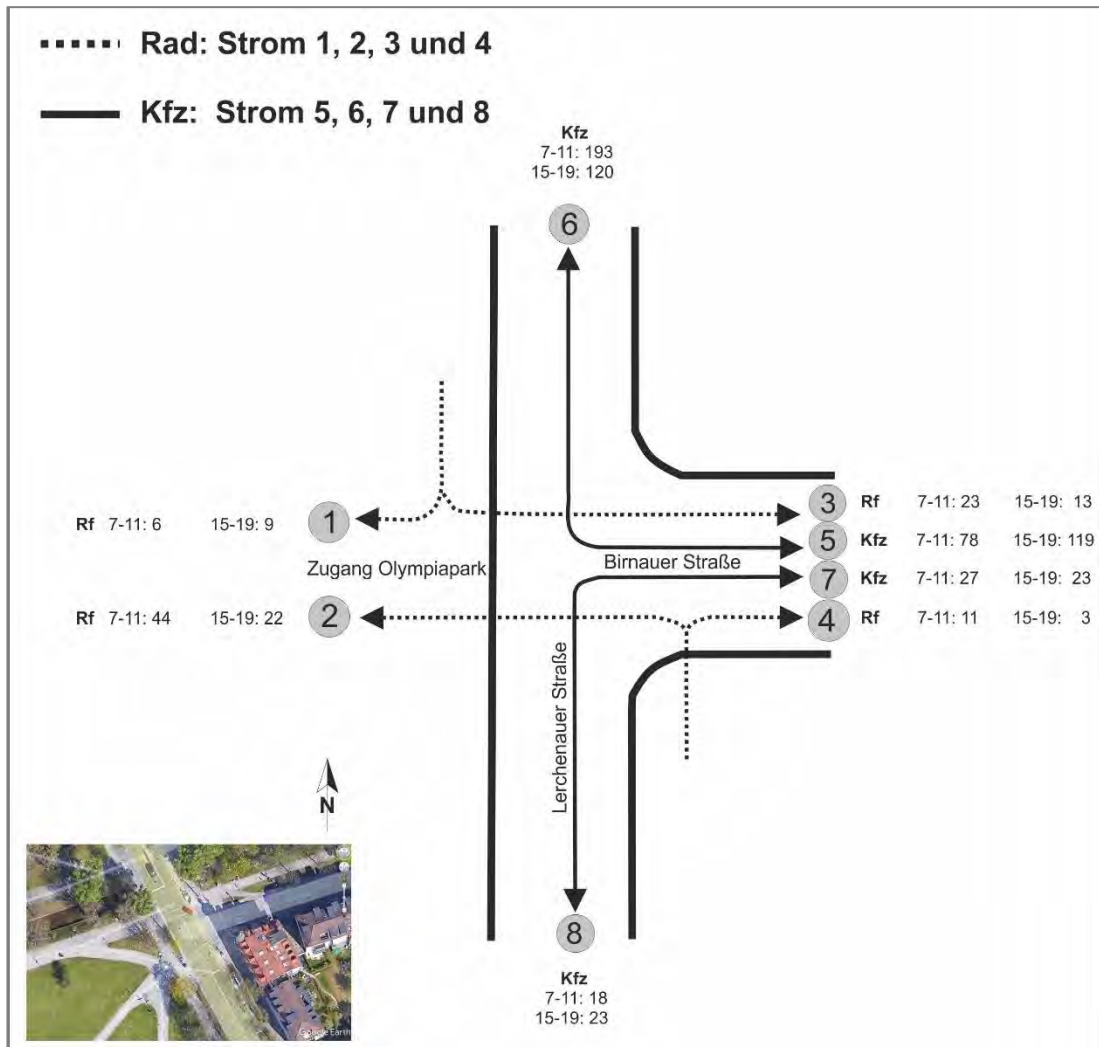 Rad: Strom 1, 2, 3 und 4
Kfz: Strom 5, 6, 7 und 8
Kfz
7-11: 193
15-19: 120
6
1
Rf 7-11: 6 15-19: 9
3 Rf 7-11: 23 15-19: 13
5 Kfz 7-11: 78 15-19: 119
Zugang Olympiapark
Birnauer Straße
7 Kfz 7-11: 27 15-19: 23
Rf 7-11: 44 15-19: 22
2
4 Rf 7-11: 11 15-19: 3
Lerchenauer Straße
N
8
Kfz
7-11: 18
15-19: 23
Google Earth